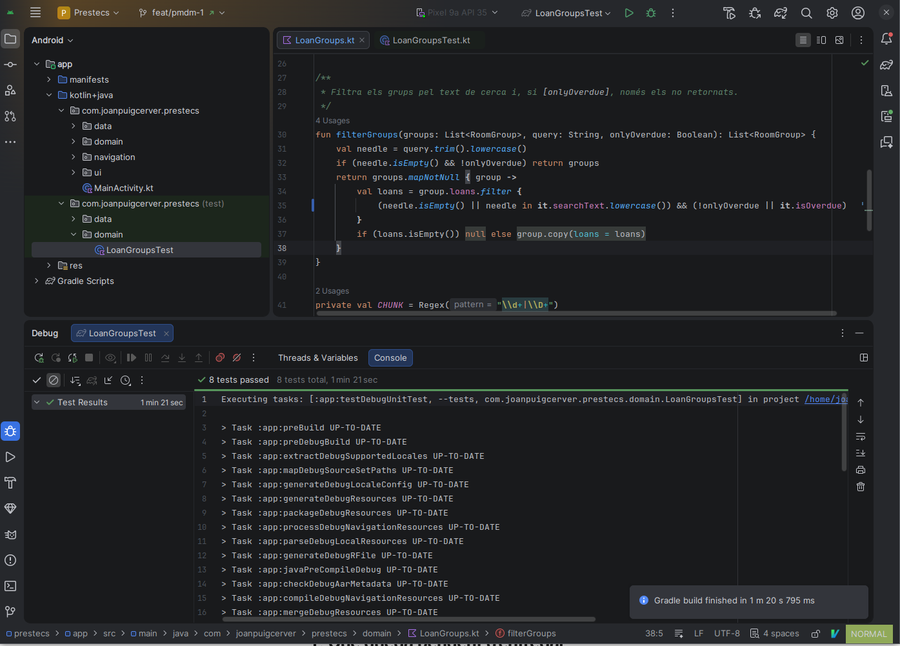 P Prestecs
feat/pmdm-1
Pixel 9a API 35
LoanGroupsTest
Android
app
manifests
kotlin+java
com.joanpuigcerver.prestecs
data
domain
navigation
ui
MainActivity.kt
com.joanpuigcerver.prestecs (test)
data
domain
LoanGroupsTest
res
Gradle Scripts
LoanGroups.kt
LoanGroupsTest.kt
26
27 /**
28 * Filtra els grups pel text de cerca i, si [onlyOverdue], només els no retornats.
29 */
4 Usages
30 fun filterGroups(groups: List<RoomGroup>, query: String, onlyOverdue: Boolean): List<RoomGroup> {
31 val needle = query.trim().lowercase()
32 if (needle.isEmpty() && !onlyOverdue) return groups
33 return groups.mapNotNull { group ->
34 val loans = group.loans.filter {
35 (needle.isEmpty() || needle in it.searchText.lowercase()) && (!onlyOverdue || it.isOverdue)
36 }
37 if (loans.isEmpty()) null else group.copy(loans = loans)
38 }
39 }
40
2 Usages
41 private val CHUNK = Regex( pattern = "\\d+|\\D+")
Debug
LoanGroupsTest
Threads & Variables
Console
8 tests passed 8 tests total, 1 min 21 sec
Test Results 1 min 21 sec
1 Executing tasks: [:app:testDebugUnitTest, --tests, com.joanpuigcerver.prestecs.domain.LoanGroupsTest] in project /home/joa
2
3 > Task :app:preBuild UP-TO-DATE
4 > Task :app:preDebugBuild UP-TO-DATE
5 > Task :app:extractDebugSupportedLocales UP-TO-DATE
6 > Task :app:mapDebugSourceSetPaths UP-TO-DATE
7 > Task :app:generateDebugLocaleConfig UP-TO-DATE
8 > Task :app:generateDebugResources UP-TO-DATE
9 > Task :app:packageDebugResources UP-TO-DATE
10 > Task :app:processDebugNavigationResources UP-TO-DATE
11 > Task :app:parseDebugLocalResources UP-TO-DATE
12 > Task :app:generateDebugRFile UP-TO-DATE
13 > Task :app:javaPreCompileDebug UP-TO-DATE
14 > Task :app:checkDebugAarMetadata UP-TO-DATE
15 > Task :app:compileDebugNavigationResources UP-TO-DATE
16 > Task :app:mergeDebugResources UP-TO-DATE
Gradle build finished in 1 m 20 s 795 ms
prestecs > app > src > main > java > com > joanpuigcerver > prestecs > domain > LoanGroups.kt > filterGroups
38:5 LF UTF-8 4 spaces NORMAL